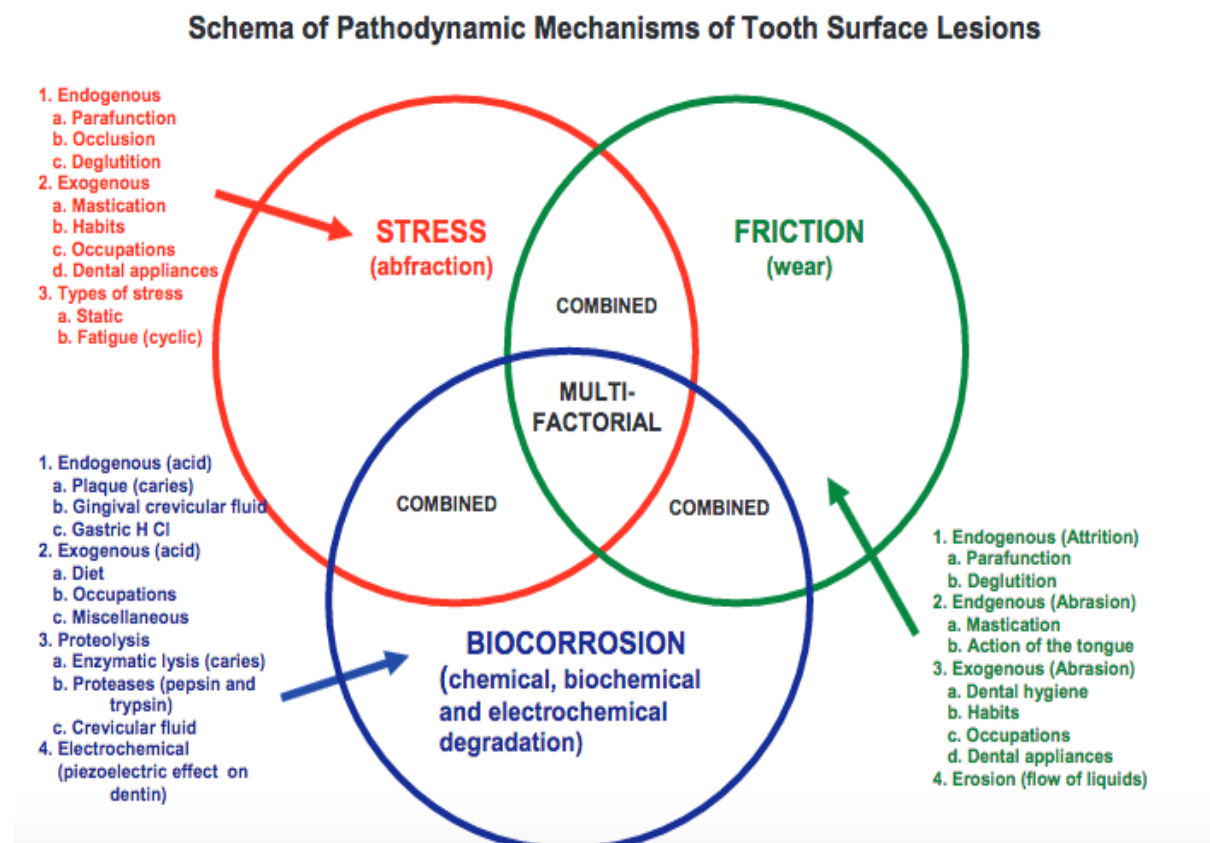 Schema of Pathodynamic Mechanisms of Tooth Surface Lesions
1. Endogenous
a. Parafunction
b. Occlusion
c. Deglutition
2. Exogenous
a. Mastication
b. Habits
c. Occupations
d. Dental appliances
3. Types of stress
a. Static
b. Fatigue (cyclic)
STRESS
(abfraction)
FRICTION
(wear)
COMBINED
MULTI-
FACTORIAL
COMBINED
COMBINED
1. Endogenous (acid)
a. Plaque (caries)
b. Gingival crevicular fluid
c. Gastric H Cl
2. Exogenous (acid)
a. Diet
b. Occupations
c. Miscellaneous
3. Proteolysis
a. Enzymatic lysis (caries)
b. Proteases (pepsin and
trypsin)
c. Crevicular fluid
4. Electrochemical
(piezoelectric effect on
dentin)
BIOCORROSION
(chemical, biochemical
and electrochemical
degradation)
1. Endogenous (Attrition)
a. Parafunction
b. Deglutition
2. Endgenous (Abrasion)
a. Mastication
b. Action of the tongue
3. Exogenous (Abrasion)
a. Dental hygiene
b. Habits
c. Occupations
d. Dental appliances
4. Erosion (flow of liquids)